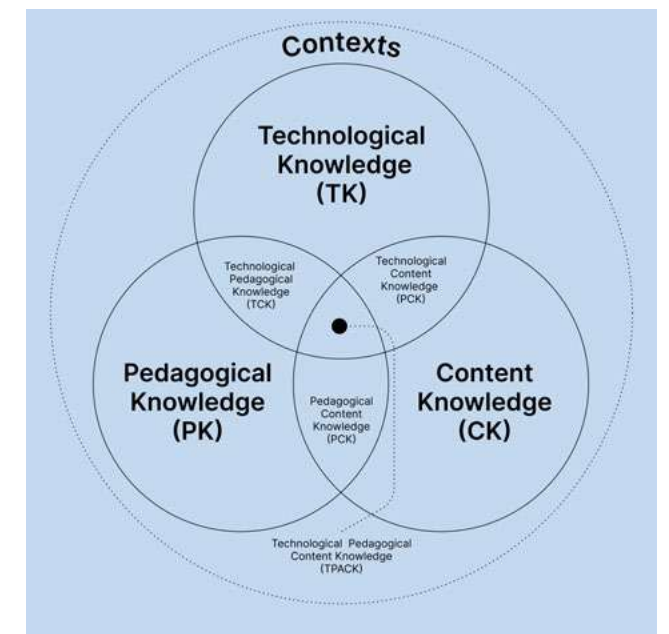 Contexts
Technological
Knowledge
(TK)
Technological
Pedagogical
Knowledge
(TCK)
Technological
Content
Knowledge
(PCK)
Pedagogical
Knowledge
(PK)
Content
Knowledge
(CK)
Pedagogical
Content
Knowledge
(PCK)
Technological Pedagogical
Content Knowledge
(TPACK)